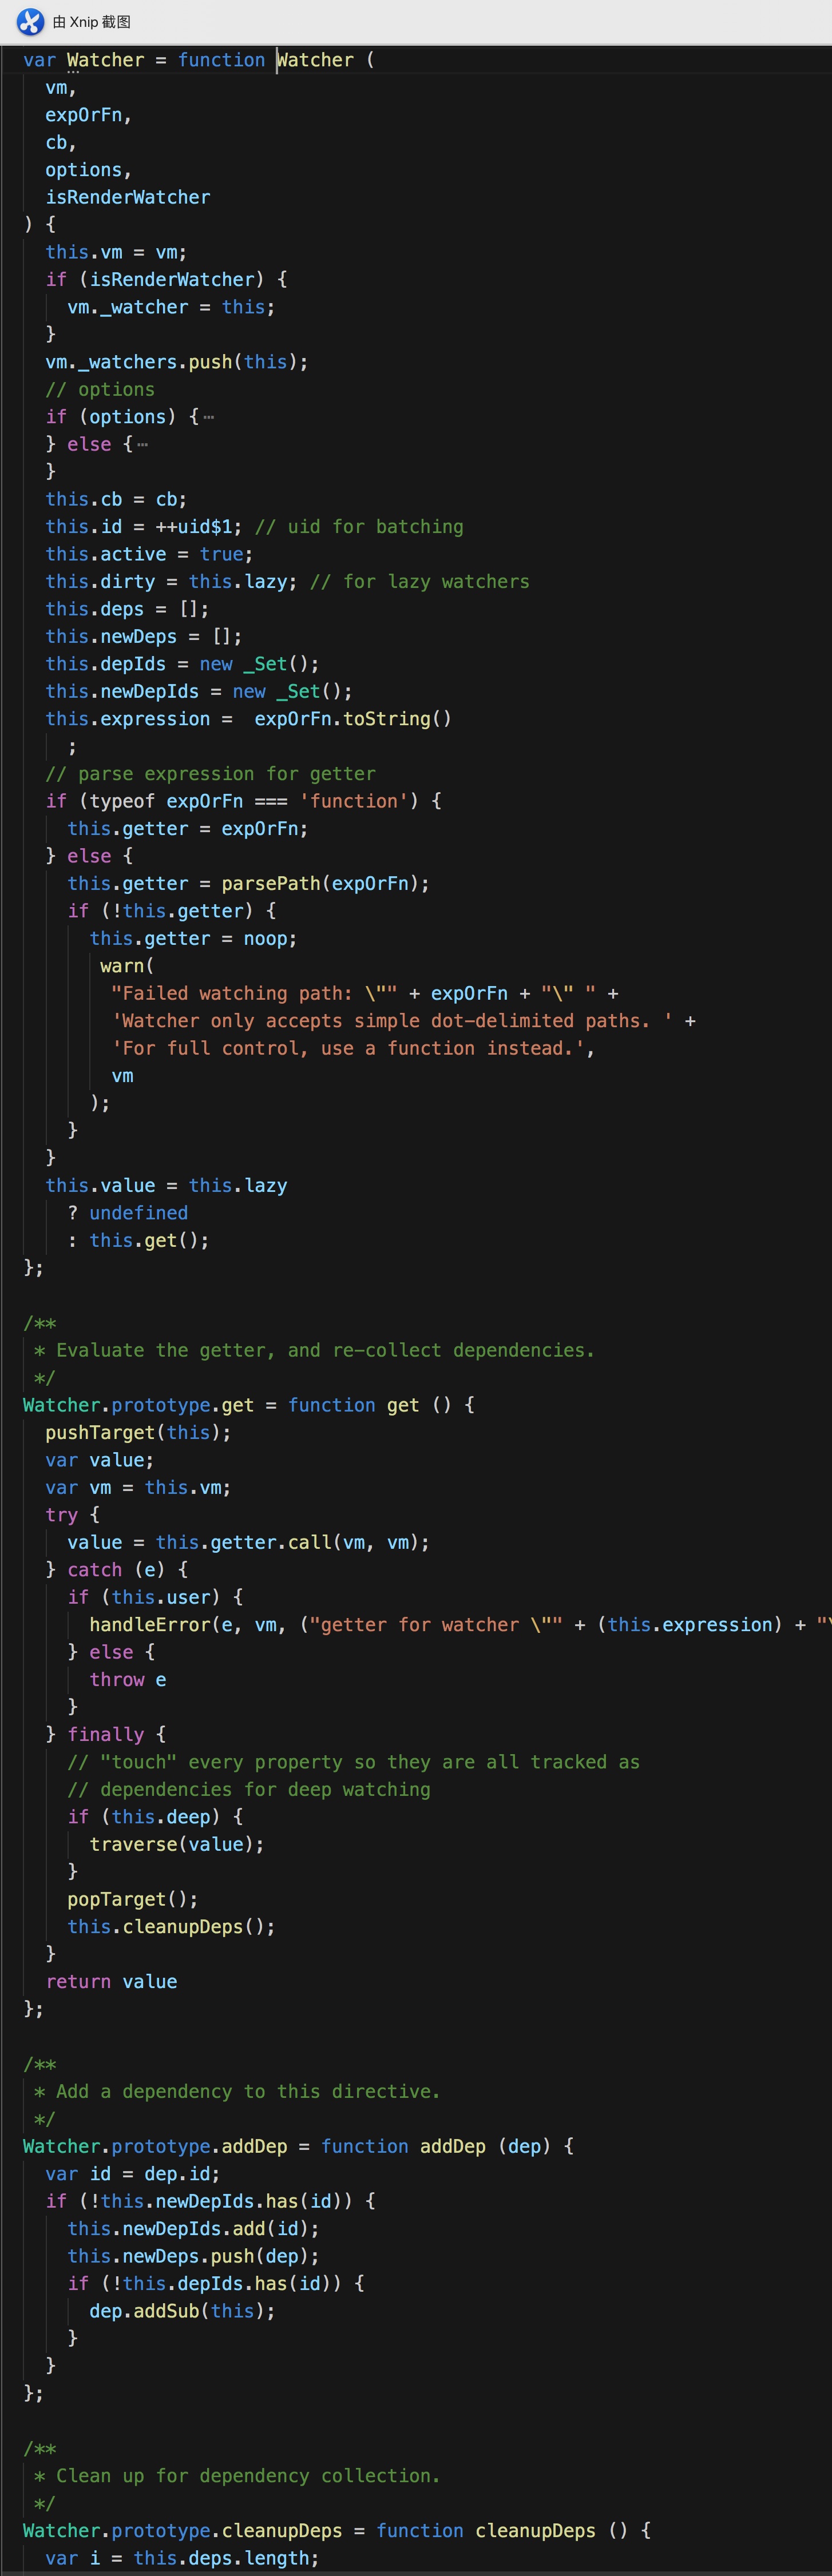 由 Xnip 截图
var Watcher = function Watcher (
  vm,
  expOrFn,
  cb,
  options,
  isRenderWatcher
) {
  this.vm = vm;
  if (isRenderWatcher) {
    vm._watcher = this;
  }
  vm._watchers.push(this);
  // options
  if (options) {⋯
  } else {⋯
  }
  this.cb = cb;
  this.id = ++uid$1; // uid for batching
  this.active = true;
  this.dirty = this.lazy; // for lazy watchers
  this.deps = [];
  this.newDeps = [];
  this.depIds = new _Set();
  this.newDepIds = new _Set();
  this.expression =  expOrFn.toString()
    ;
  // parse expression for getter
  if (typeof expOrFn === 'function') {
    this.getter = expOrFn;
  } else {
    this.getter = parsePath(expOrFn);
    if (!this.getter) {
      this.getter = noop;
       warn(
        "Failed watching path: \"" + expOrFn + "\" " +
        'Watcher only accepts simple dot-delimited paths. ' +
        'For full control, use a function instead.',
        vm
      );
    }
  }
  this.value = this.lazy
    ? undefined
    : this.get();
};

/**
 * Evaluate the getter, and re-collect dependencies.
 */
Watcher.prototype.get = function get () {
  pushTarget(this);
  var value;
  var vm = this.vm;
  try {
    value = this.getter.call(vm, vm);
  } catch (e) {
    if (this.user) {
      handleError(e, vm, ("getter for watcher \"" + (this.expression) + "\
    } else {
      throw e
    }
  } finally {
    // "touch" every property so they are all tracked as
    // dependencies for deep watching
    if (this.deep) {
      traverse(value);
    }
    popTarget();
    this.cleanupDeps();
  }
  return value
};

/**
 * Add a dependency to this directive.
 */
Watcher.prototype.addDep = function addDep (dep) {
  var id = dep.id;
  if (!this.newDepIds.has(id)) {
    this.newDepIds.add(id);
    this.newDeps.push(dep);
    if (!this.depIds.has(id)) {
      dep.addSub(this);
    }
  }
};

/**
 * Clean up for dependency collection.
 */
Watcher.prototype.cleanupDeps = function cleanupDeps () {
  var i = this.deps.length;